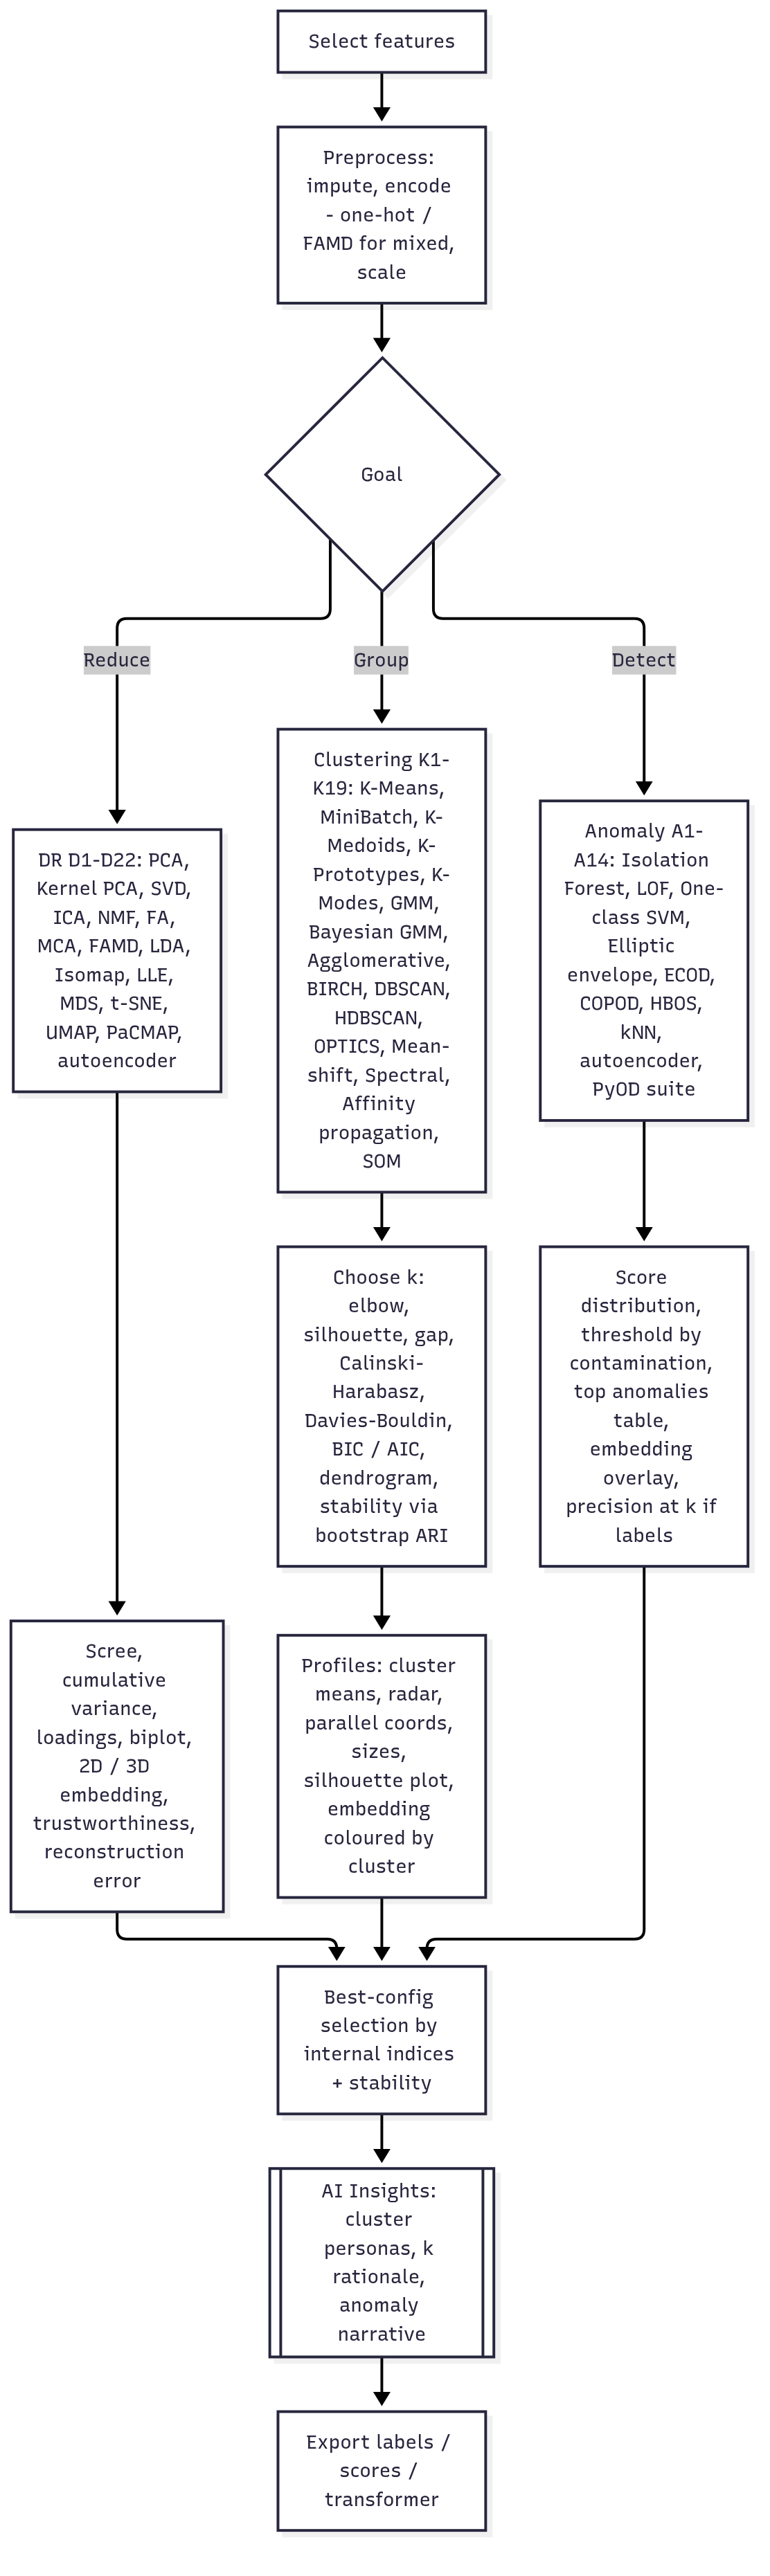 Select features
Preprocess:
impute, encode
- one-hot /
FAMD for mixed,
scale
Goal
Reduce
Group
Detect
DR D1-D22: PCA,
Kernel PCA, SVD,
ICA, NMF, FA,
MCA, FAMD, LDA,
Isomap, LLE,
MDS, t-SNE,
UMAP, PaCMAP,
autoencoder
Clustering K1-
K19: K-Means,
MiniBatch, K-
Medoids, K-
Prototypes, K-
Modes, GMM,
Bayesian GMM,
Agglomerative,
BIRCH, DBSCAN,
HDBSCAN,
OPTICS, Mean-
shift, Spectral,
Affinity
propagation,
SOM
Anomaly A1-
A14: Isolation
Forest, LOF, One-
class SVM,
Elliptic
envelope, ECOD,
COPOD, HBOS,
kNN,
autoencoder,
PyOD suite
Choose k:
elbow,
silhouette, gap,
Calinski-
Harabasz,
Davies-Bouldin,
BIC / AIC,
dendrogram,
stability via
bootstrap ARI
Score
distribution,
threshold by
contamination,
top anomalies
table,
embedding
overlay,
precision at k if
labels
Scree,
cumulative
variance,
loadings, biplot,
2D / 3D
embedding,
trustworthiness,
reconstruction
error
Profiles: cluster
means, radar,
parallel coords,
sizes,
silhouette plot,
embedding
coloured by
cluster
Best-config
selection by
internal indices
+ stability
AI Insights:
cluster
personas, k
rationale,
anomaly
narrative
Export labels /
scores /
transformer